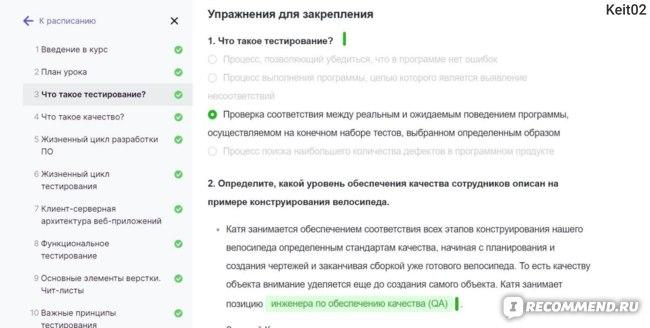 К расписанию
1 Введение в курс
2 План урока
3 Что такое тестирование?
4 Что такое качество?
5 Жизненный цикл разработки
ПО
6 Жизненный цикл
тестирования
7 Клиент-серверная
архитектура веб-приложений
8 Функциональное
тестирование
9 Основные элементы верстки.
Чит-листы
10 Важные принципы
тестирования
Keit02
Упражнения для закрепления
1. Что такое тестирование?
Процесс, позволяющий убедиться, что в программе нет ошибок
Процесс выполнения программы, целью которого является выявление
несоответствий
Проверка соответствия между реальным и ожидаемым поведением программы,
осуществляемом на конечном наборе тестов, выбранном определенным образом
Процесс поиска наибольшего количества дефектов в программном продукте
2. Определите, какой уровень обеспечения качества сотрудников описан на
примере конструирования велосипеда.
Катя занимается обеспечением соответствия всех этапов конструирования нашего
велосипеда определенным стандартам качества, начиная с планирования и
создания чертежей и заканчивая сборкой уже готового велосипеда. То есть качеству
объекта внимание уделяется еще до создания самого объекта. Катя занимает
позицию инженера по обеспечению качества (QA) .
I RECOMMEND.RU